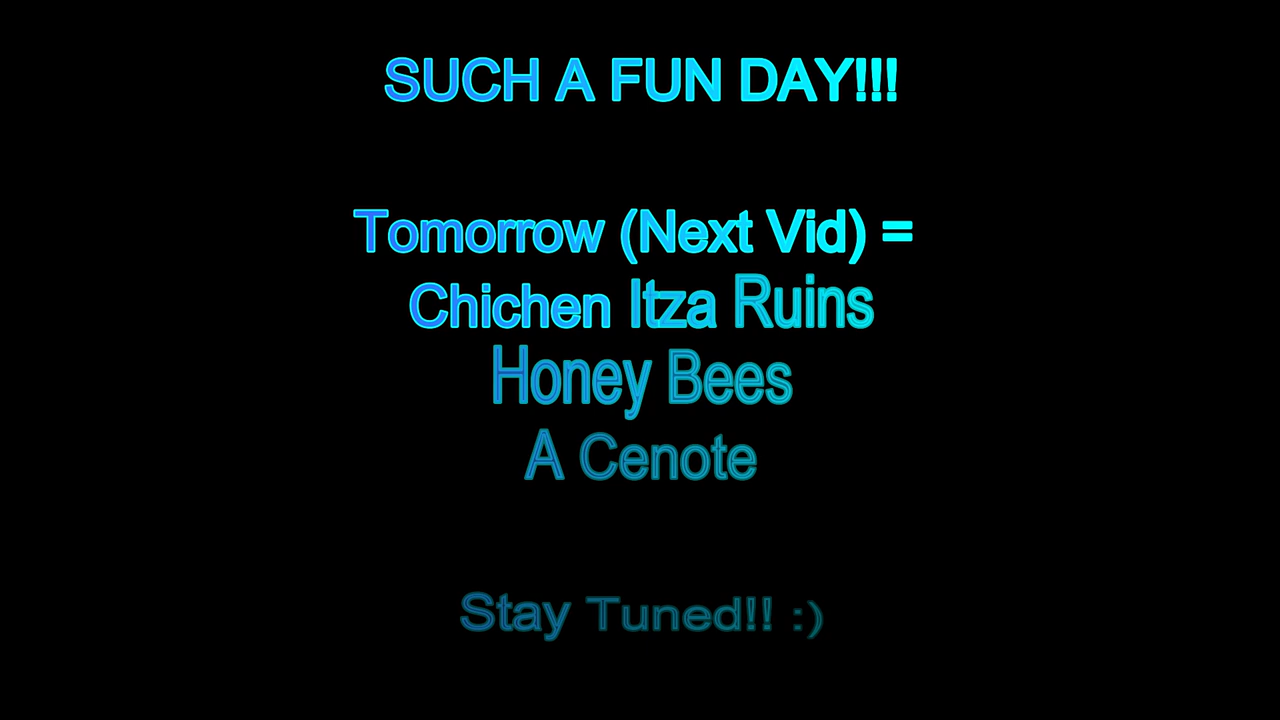 SUCH A FUN DAY!!!
Tomorrow (Next Vid) =
Chichen Itza Ruins
Honey Bees
A Cenote
Stay Tuned!! :)